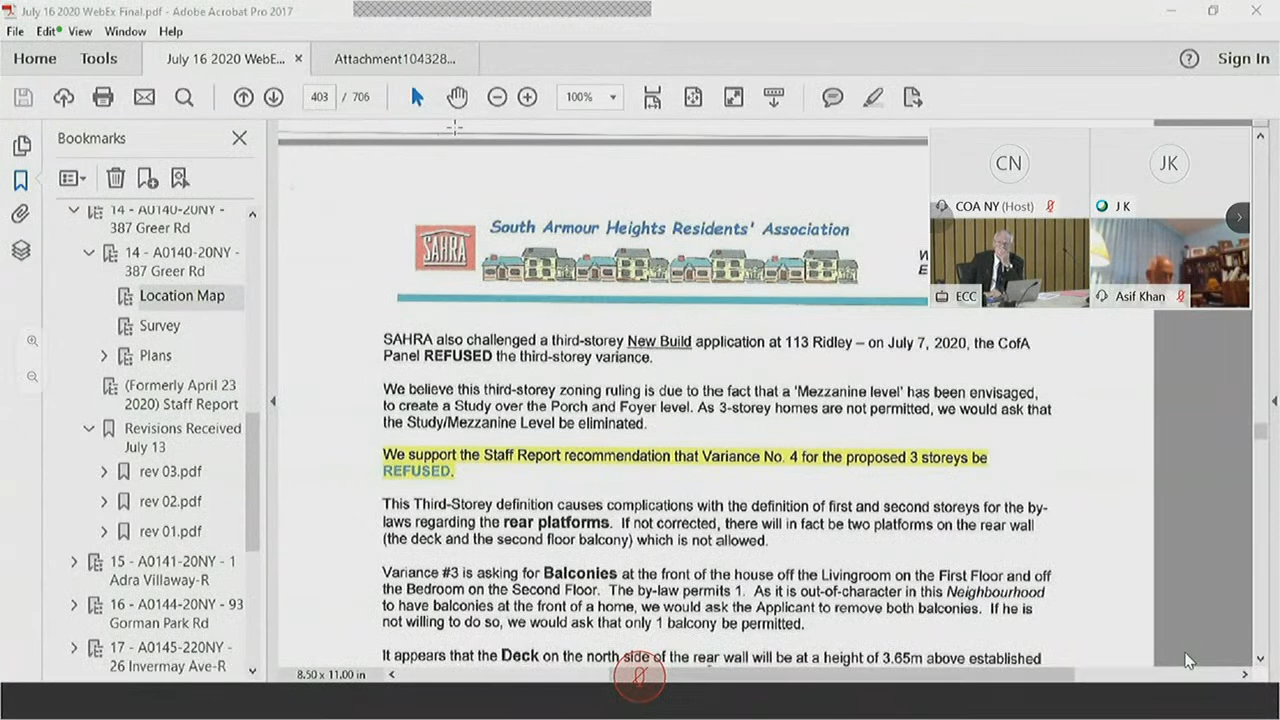 July 16 2020 WebEx Final.pdf - Adobe Acrobat Pro 2017
File Edit View Window Help
Home Tools July 16 2020 WebE... × Attachment104328... Sign In
403 / 706 100%
Bookmarks
14 - A0140-20NY -
387 Greer Rd
14 - A0140-20NY -
387 Greer Rd
Location Map
Survey
Plans
(Formerly April 23
2020) Staff Report
Revisions Received
July 13
rev 03.pdf
rev 02.pdf
rev 01.pdf
15 - A0141-20NY - 1
Adra Villaway-R
16 - A0144-20NY - 93
Gorman Park Rd
17 - A0145-220NY -
26 Invermay Ave-R
SAHRA
South Armour Heights Residents' Association
SAHRA also challenged a third-storey New Build application at 113 Ridley – on July 7, 2020, the CofA
Panel REFUSED the third-storey variance.
We believe this third-storey zoning ruling is due to the fact that a 'Mezzanine level' has been envisaged,
to create a Study over the Porch and Foyer level. As 3-storey homes are not permitted, we would ask that
the Study/Mezzanine Level be eliminated.
We support the Staff Report recommendation that Variance No. 4 for the proposed 3 storeys be
REFUSED.
This Third-Storey definition causes complications with the definition of first and second storeys for the by-
laws regarding the rear platforms. If not corrected, there will in fact be two platforms on the rear wall
(the deck and the second floor balcony) which is not allowed.
Variance #3 is asking for Balconies at the front of the house off the Livingroom on the First Floor and off
the Bedroom on the Second Floor. The by-law permits 1. As it is out-of-character in this Neighbourhood
to have balconies at the front of a home, we would ask the Applicant to remove both balconies. If he is
not willing to do so, we would ask that only 1 balcony be permitted.
It appears that the Deck on the north side of the rear wall will be at a height of 3.65m above established
8.50 x 11.00 in
CN
JK
COA NY (Host)
J K
ECC
Asif Khan